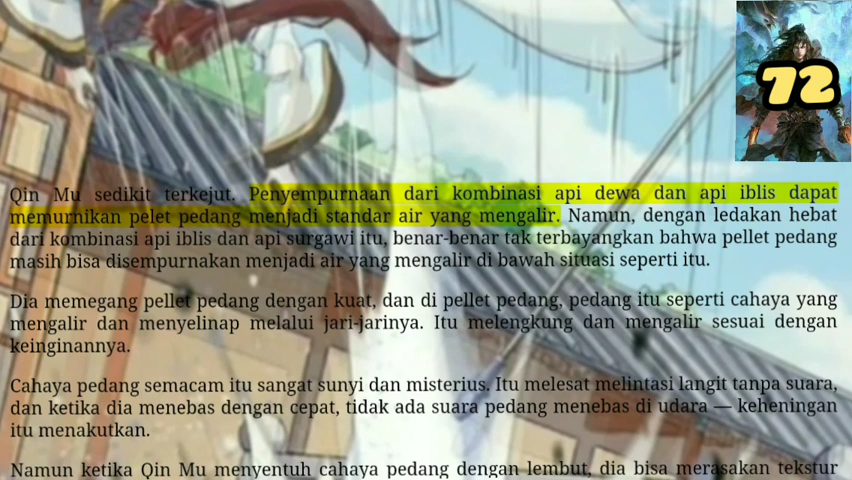 72
Qin Mu sedikit terkejut. Penyempurnaan dari kombinasi api dewa dan api iblis dapat
memurnikan pelet pedang menjadi standar air yang mengalir. Namun, dengan ledakan hebat
dari kombinasi api iblis dan api surgawi itu, benar-benar tak terbayangkan bahwa pellet pedang
masih bisa disempurnakan menjadi air yang mengalir di bawah situasi seperti itu.
Dia memegang pellet pedang dengan kuat, dan di pellet pedang, pedang itu seperti cahaya yang
mengalir dan menyelinap melalui jari-jarinya. Itu melengkung dan mengalir sesuai dengan
keinginannya.
Cahaya pedang semacam itu sangat sunyi dan misterius. Itu melesat melintasi langit tanpa suara,
dan ketika dia menebas dengan cepat, tidak ada suara pedang menebas di udara — keheningan
itu menakutkan.
Namun ketika Qin Mu menyentuh cahaya pedang dengan lembut, dia bisa merasakan tekstur